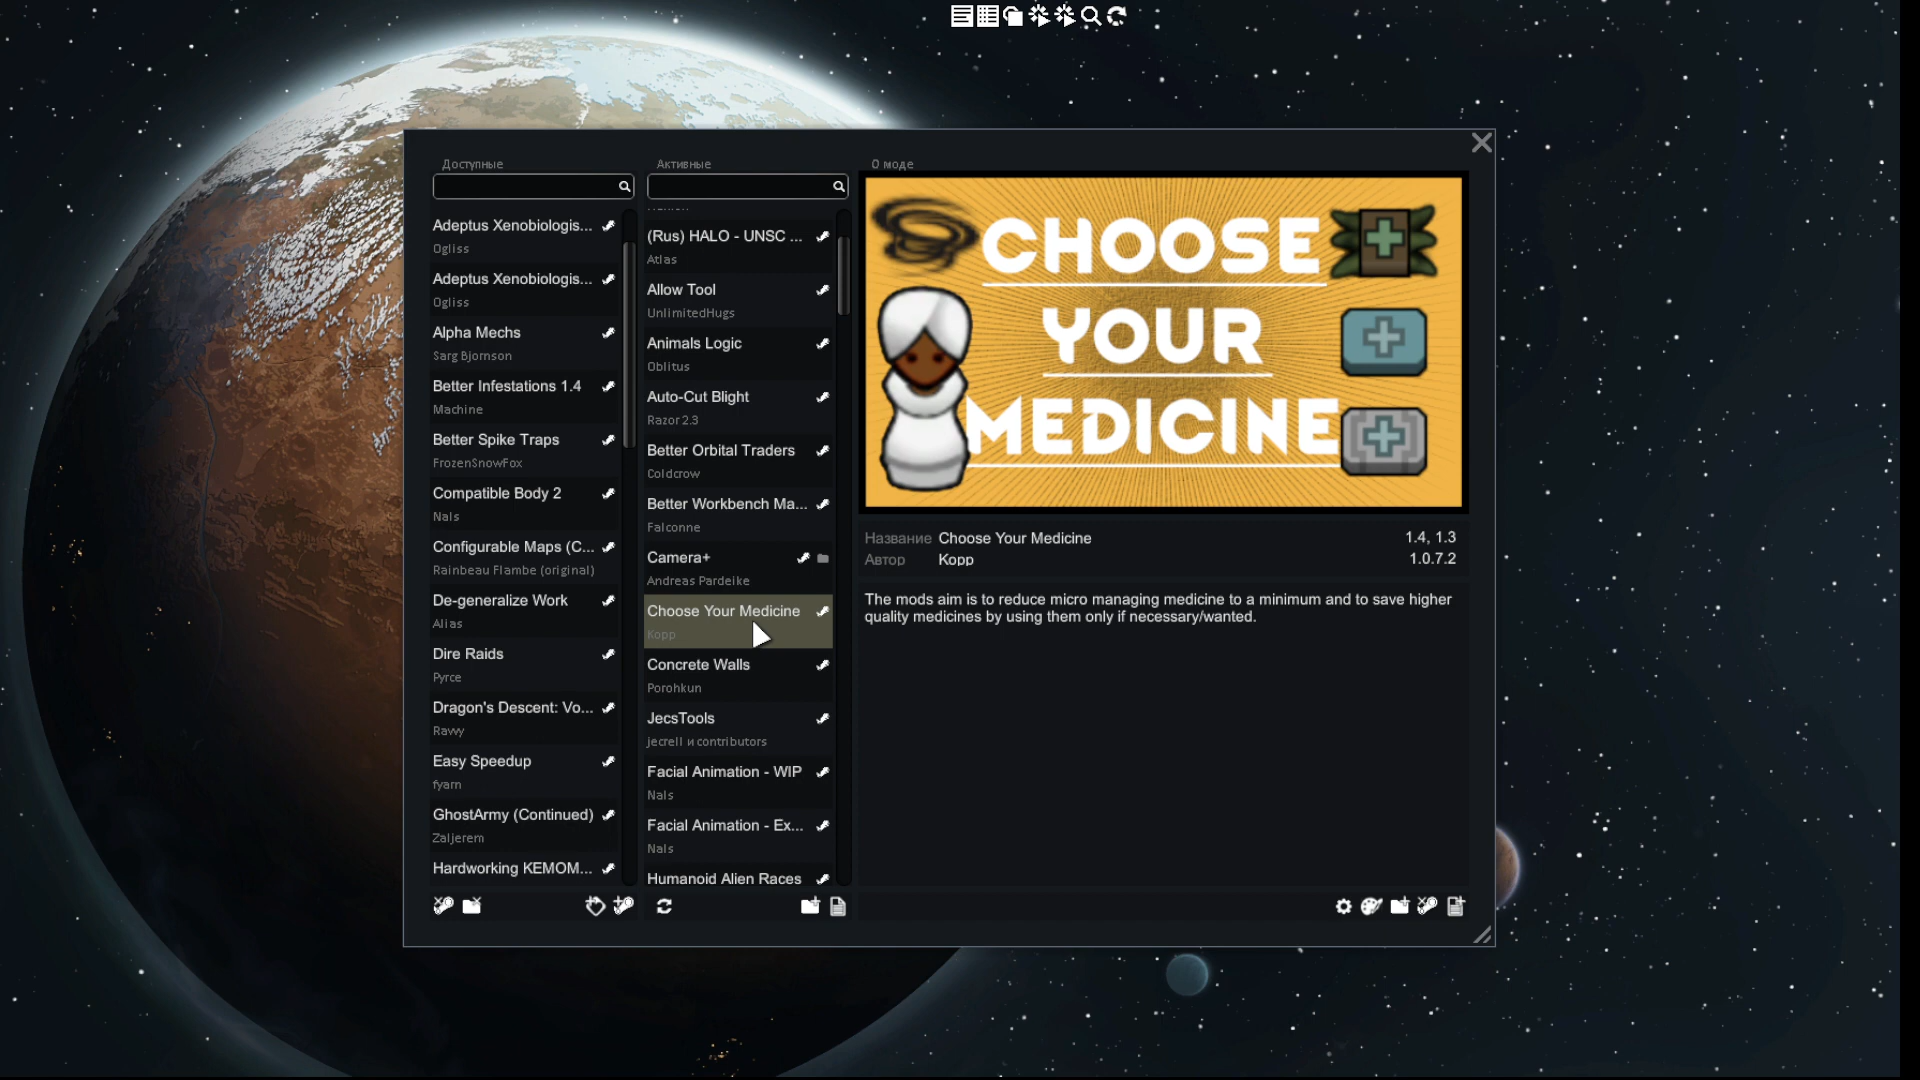 Доступные
Adeptus Xenobiologis...
Ogliss
Adeptus Xenobiologis...
Ogliss
Alpha Mechs
Sarg Bjornson
Better Infestations 1.4
Machine
Better Spike Traps
FrozenSnowFox
Compatible Body 2
Nals
Configurable Maps (C...
Rainbeau Flambe (original)
De-generalize Work
Alias
Dire Raids
Pyrce
Dragon's Descent: Vo...
Ravvy
Easy Speedup
fyarn
GhostArmy (Continued)
Zaljerem
Hardworking KEMOM...
Активные
(Rus) HALO - UNSC ...
Atlas
Allow Tool
UnlimitedHugs
Animals Logic
Oblitus
Auto-Cut Blight
Razor2.3
Better Orbital Traders
Coldcrow
Better Workbench Ma...
Falconne
Camera+
Andreas Pardeike
Choose Your Medicine
Kopp
Concrete Walls
Porohkun
JecsTools
jecrell и contributors
Facial Animation - WIP
Nals
Facial Animation - Ex...
Nals
Humanoid Alien Races
О моде
CHOOSE
YOUR
MEDICINE
Название Choose Your Medicine 1.4, 1.3
Автор Kopp 1.0.7.2
The mods aim is to reduce micro managing medicine to a minimum and to save higher
quality medicines by using them only if necessary/wanted.